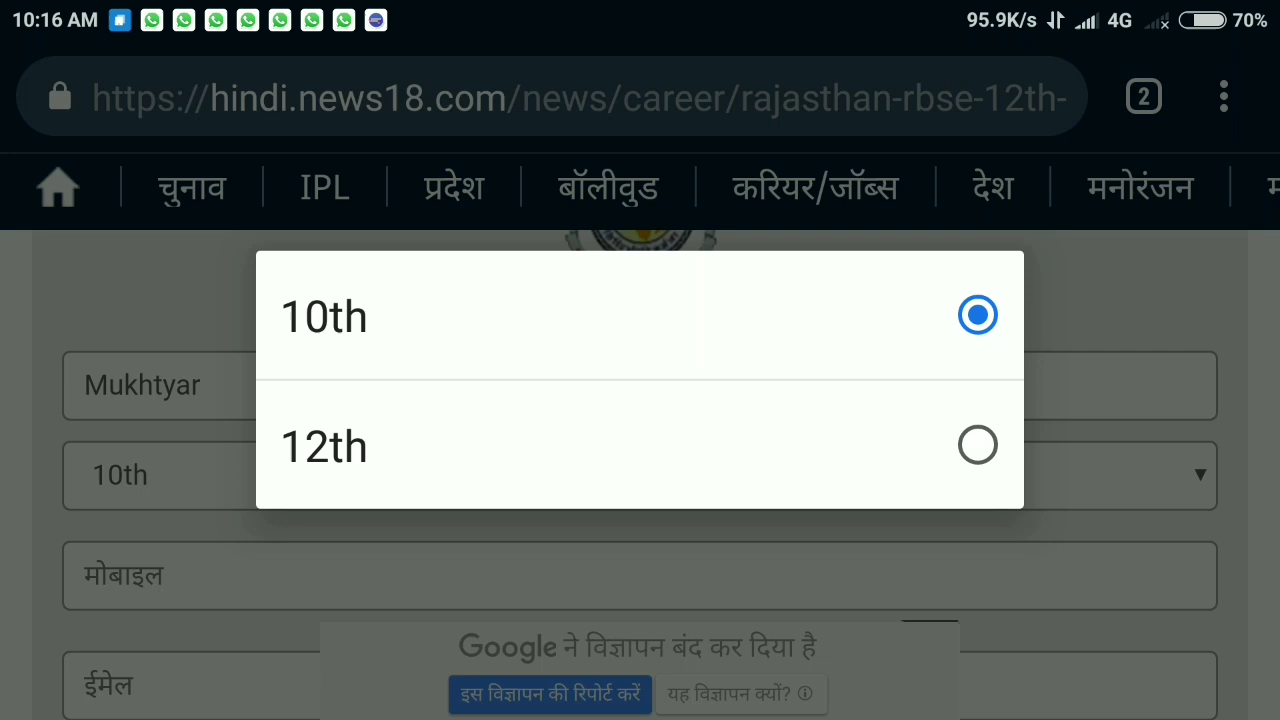 10:16 AM 95.9K/s 4G 70%
https://hindi.news18.com/news/career/rajasthan-rbse-12th- 2
चुनाव IPL प्रदेश बॉलीवुड करियर/जॉब्स देश मनोरंजन
10th
Mukhtyar
12th
10th
मोबाइल
Google ने विज्ञापन बंद कर दिया है
ईमेल
इस विज्ञापन की रिपोर्ट करें यह विज्ञापन क्यों?